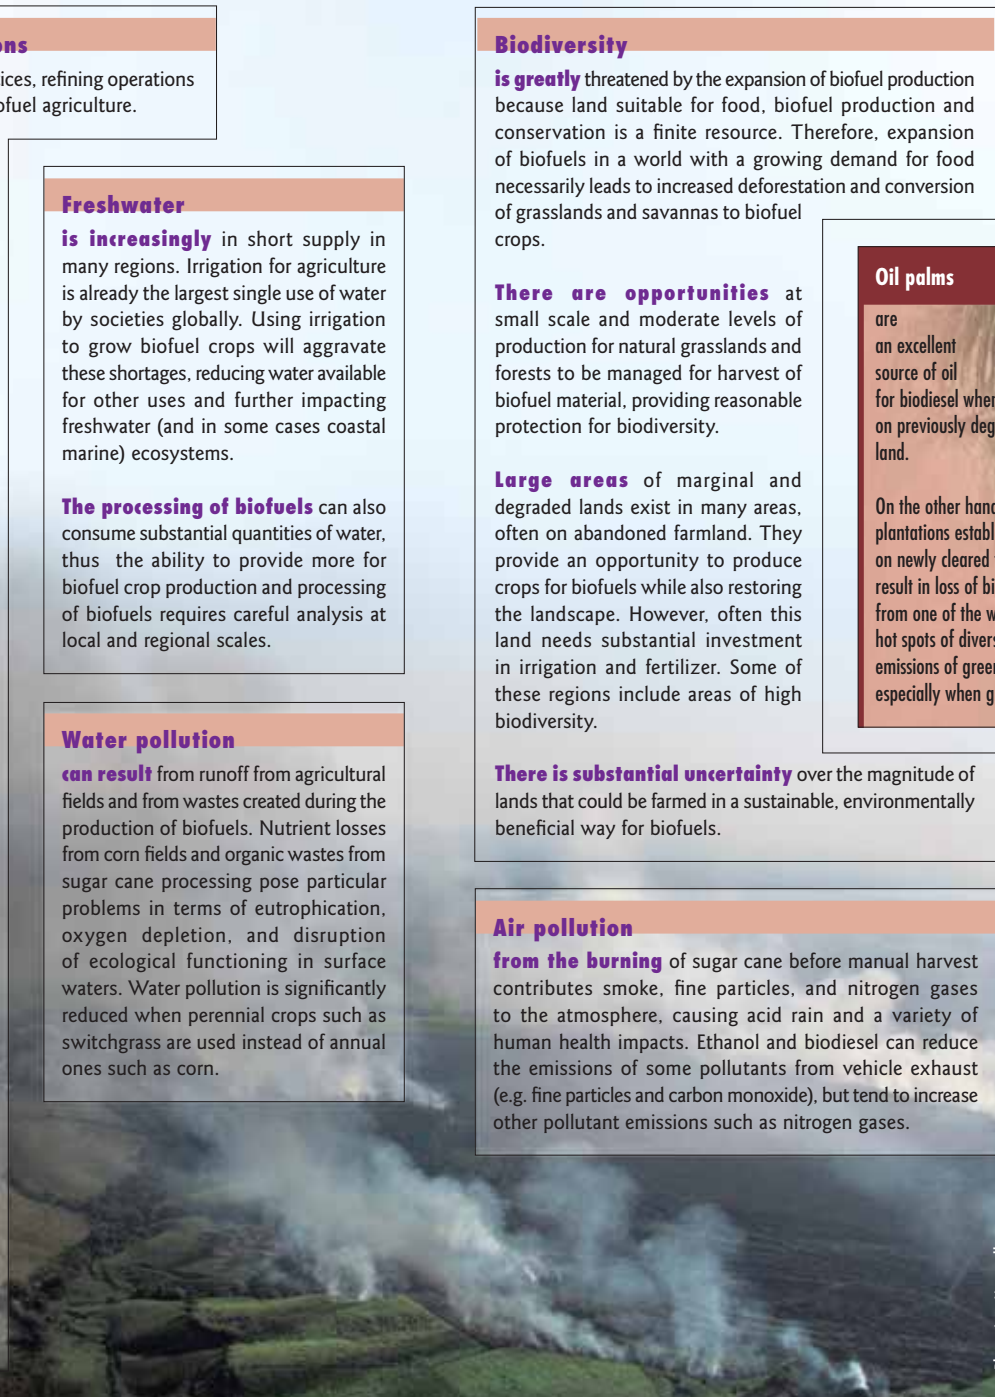 ons
ices, refining operations
ofuel agriculture.
Freshwater
is increasingly in short supply in
many regions. Irrigation for agriculture
is already the largest single use of water
by societies globally. Using irrigation
to grow biofuel crops will aggravate
these shortages, reducing water available
for other uses and further impacting
freshwater (and in some cases coastal
marine) ecosystems.
The processing of biofuels can also
consume substantial quantities of water,
thus the ability to provide more for
biofuel crop production and processing
of biofuels requires careful analysis at
local and regional scales.
Water pollution
can result from runoff from agricultural
fields and from wastes created during the
production of biofuels. Nutrient losses
from corn fields and organic wastes from
sugar cane processing pose particular
problems in terms of eutrophication,
oxygen depletion, and disruption
of ecological functioning in surface
waters. Water pollution is significantly
reduced when perennial crops such as
switchgrass are used instead of annual
ones such as corn.
Biodiversity
is greatly threatened by the expansion of biofuel production
because land suitable for food, biofuel production and
conservation is a finite resource. Therefore, expansion
of biofuels in a world with a growing demand for food
necessarily leads to increased deforestation and conversion
of grasslands and savannas to biofuel
crops.
There are opportunities at
small scale and moderate levels of
production for natural grasslands and
forests to be managed for harvest of
biofuel material, providing reasonable
protection for biodiversity.
Large areas of marginal and
degraded lands exist in many areas,
often on abandoned farmland. They
provide an opportunity to produce
crops for biofuels while also restoring
the landscape. However, often this
land needs substantial investment
in irrigation and fertilizer. Some of
these regions include areas of high
biodiversity.
There is substantial uncertainty over the magnitude of
lands that could be farmed in a sustainable, environmentally
beneficial way for biofuels.
Oil palms
are
an excellent
source of oil
for biodiesel when
on previously deg
land.
On the other hand
plantations establ
on newly cleared
result in loss of bi
from one of the w
hot spots of divers
emissions of green
especially when g
Air pollution
from the burning of sugar cane before manual harvest
contributes smoke, fine particles, and nitrogen gases
to the atmosphere, causing acid rain and a variety of
human health impacts. Ethanol and biodiesel can reduce
the emissions of some pollutants from vehicle exhaust
(e.g. fine particles and carbon monoxide), but tend to increase
other pollutant emissions such as nitrogen gases.